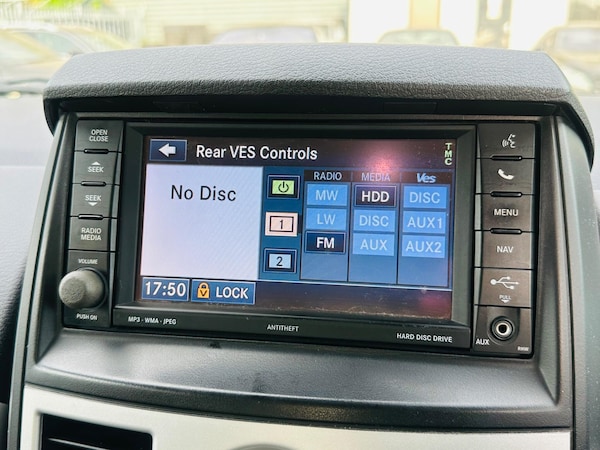 OPEN
CLOSE
SEEK
SEEK
RADIO
MEDIA
VOLUME
PUSH ON
Rear VES Controls
TMC
No Disc
RADIO MEDIA Ves
MW HDD DISC
1 LW DISC AUX1
FM AUX AUX2
2
17:50 LOCK
MP3 · WMA · JPEG
ANTITHEFT
HARD DISC DRIVE
MENU
NAV
PULL
AUX